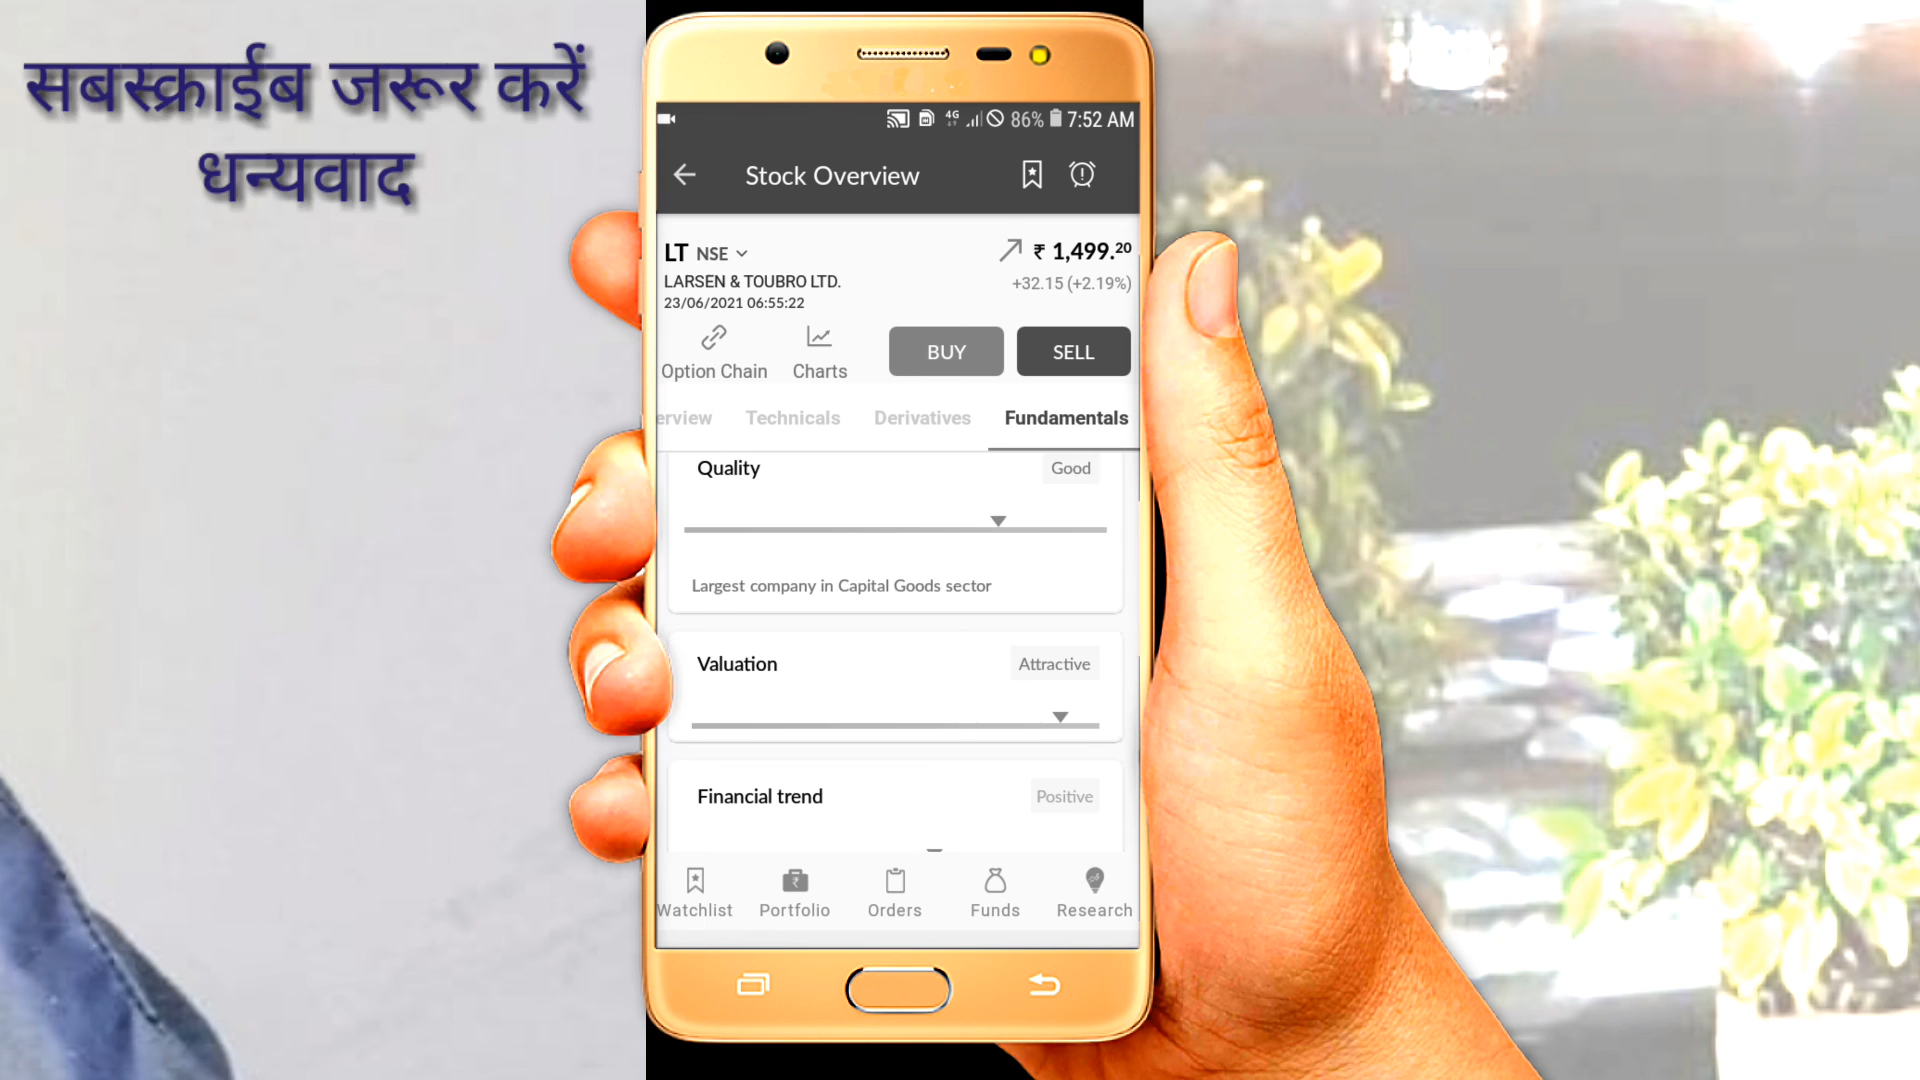 सबस्क्राईब जरूर करें
धन्यवाद
4G 86% 7:52 AM
Stock Overview
LT NSE
₹ 1,499.20
LARSEN & TOUBRO LTD.
+32.15 (+2.19%)
23/06/2021 06:55:22
Option Chain
Charts
BUY
SELL
erview
Technicals
Derivatives
Fundamentals
Quality
Good
Largest company in Capital Goods sector
Valuation
Attractive
Financial trend
Positive
Watchlist
Portfolio
Orders
Funds
Research